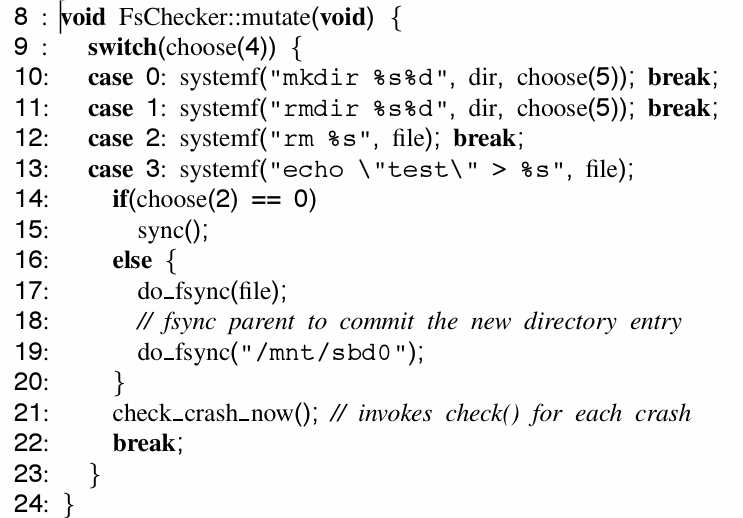 8 : void FsChecker::mutate(void) {
9 : switch(choose(4)) {
10: case 0: systemf("mkdir %s%d", dir, choose(5)); break;
11: case 1: systemf("rmdir %s%d", dir, choose(5)); break;
12: case 2: systemf("rm %s", file); break;
13: case 3: systemf("echo \"test\" > %s", file);
14: if(choose(2) == 0)
15: sync();
16: else {
17: do_fsync(file);
18: // fsync parent to commit the new directory entry
19: do_fsync("/mnt/sbd0");
20: }
21: check_crash_now(); // invokes check() for each crash
22: break;
23: }
24: }